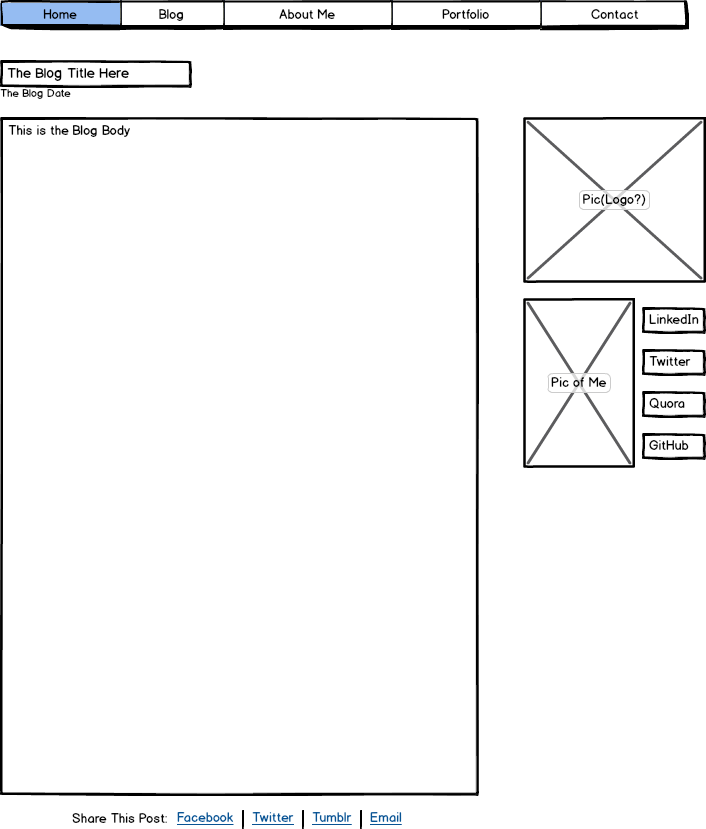 Home Blog About Me Portfolio Contact
The Blog Title Here
The Blog Date
This is the Blog Body
Pic(Logo?)
Pic of Me
LinkedIn
Twitter
Quora
GitHub
Share This Post: Facebook Twitter Tumblr Email